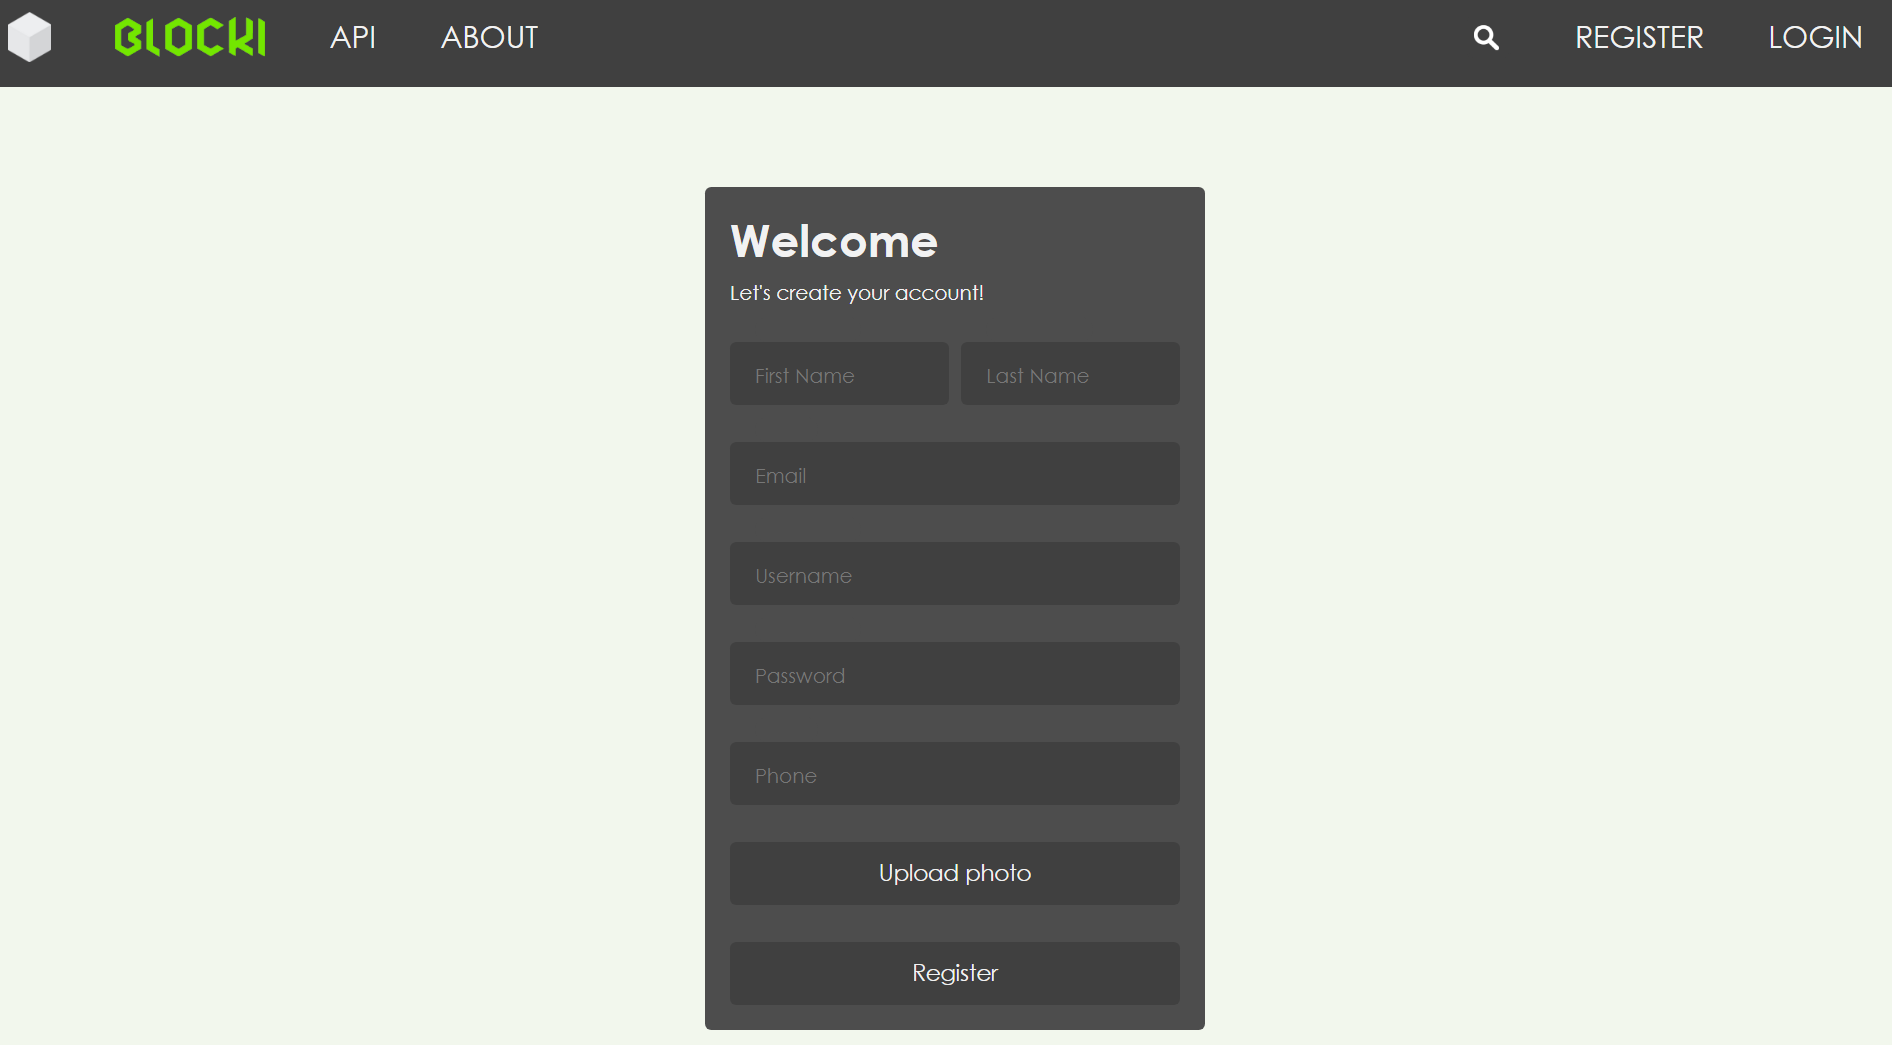 BLOCKI API ABOUT REGISTER LOGIN
Welcome
Let's create your account!
First Name Last Name
Email
Username
Password
Phone
Upload photo
Register